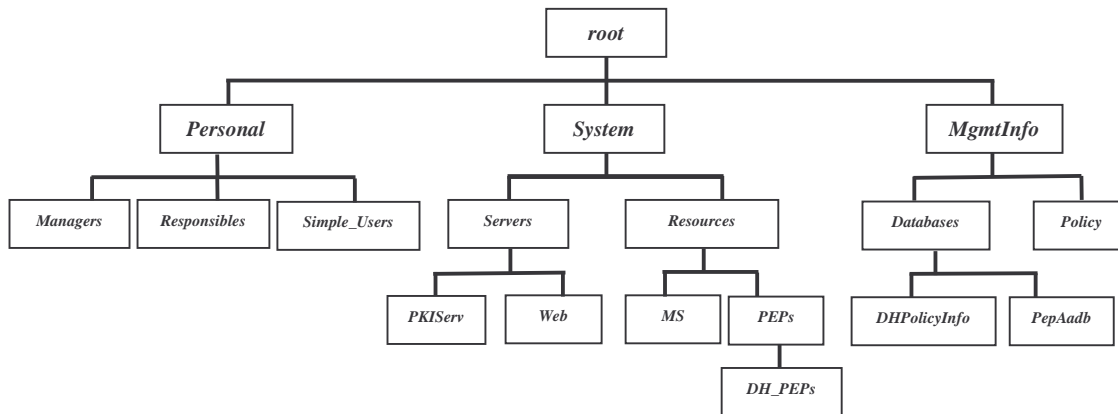 root
Personal
System
MgmtInfo
Managers
Responsibles
Simple_Users
Servers
Resources
Databases
Policy
PKIServ
Web
MS
PEPs
DHPolicyInfo
PepAadb
DH_PEPs